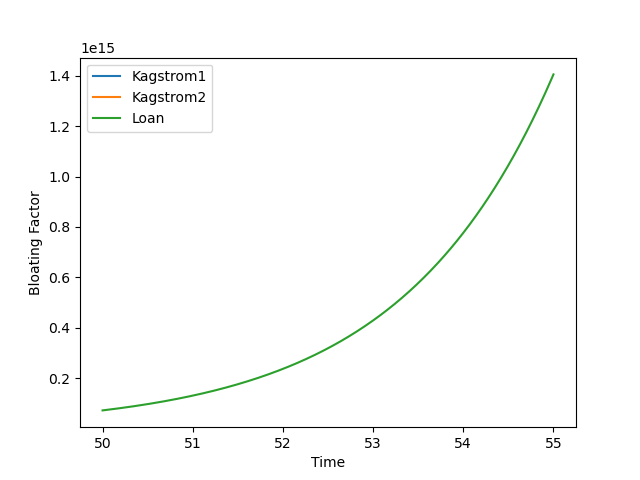 1e15
Kagstrom1
Kagstrom2
Loan
1.4
1.2
1.0
0.8
0.6
0.4
0.2
Bloating Factor
50 51 52 53 54 55
Time